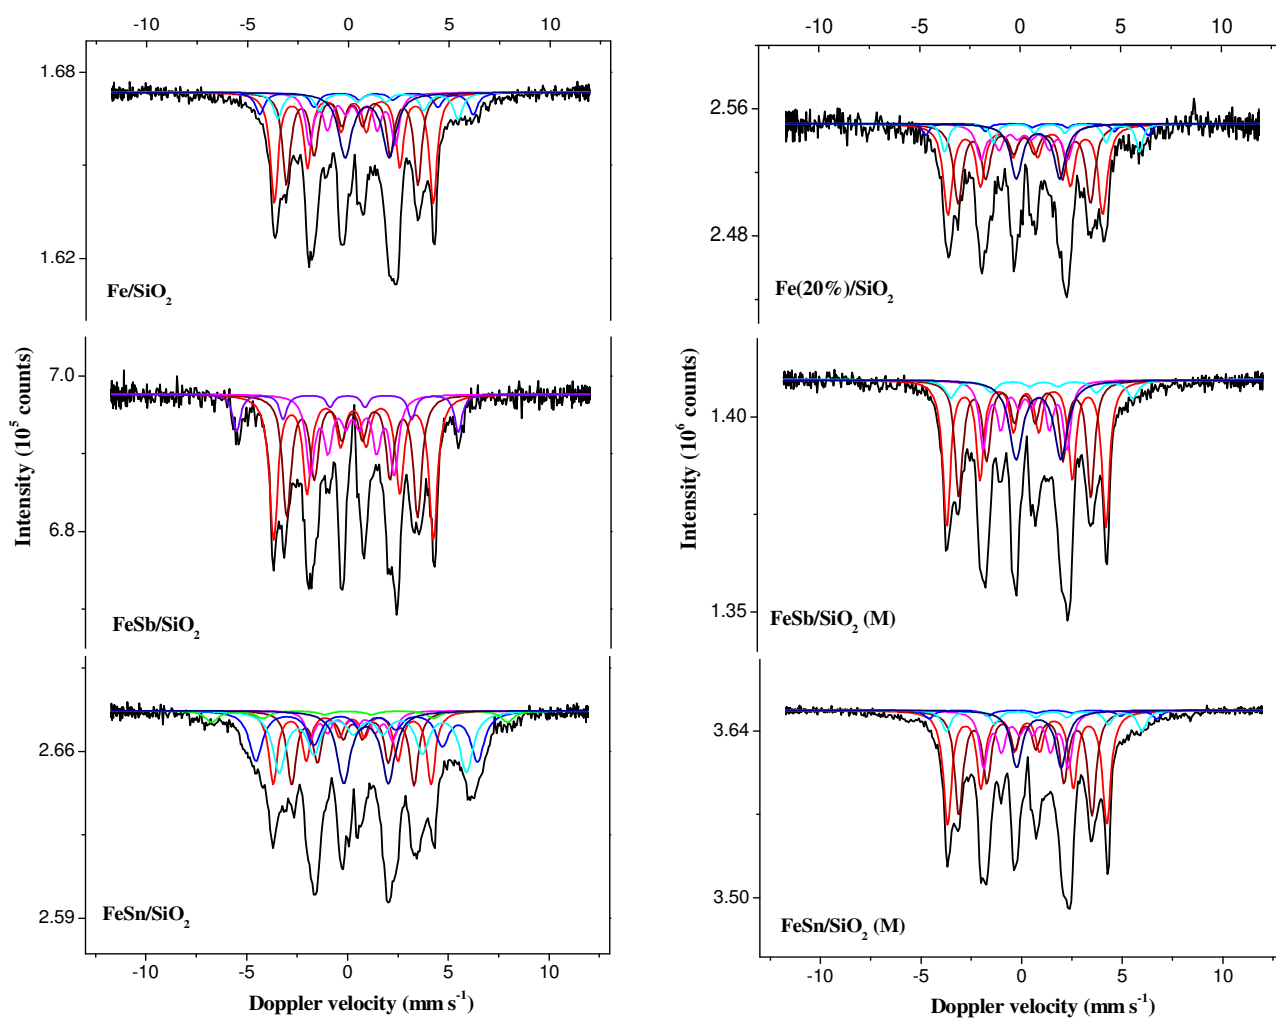 -10 -5 0 5 10
-10 -5 0 5 10
1.68
1.62
Fe/SiO2
2.56
2.48
Fe(20%)/SiO2
Intensity (10^5 counts)
7.0
6.8
FeSb/SiO2
Intensity (10^6 counts)
1.40
1.35
FeSb/SiO2 (M)
2.66
2.59
FeSn/SiO2
3.64
3.50
FeSn/SiO2 (M)
-10 -5 0 5 10
Doppler velocity (mm s^-1)
-10 -5 0 5 10
Doppler velocity (mm s^-1)